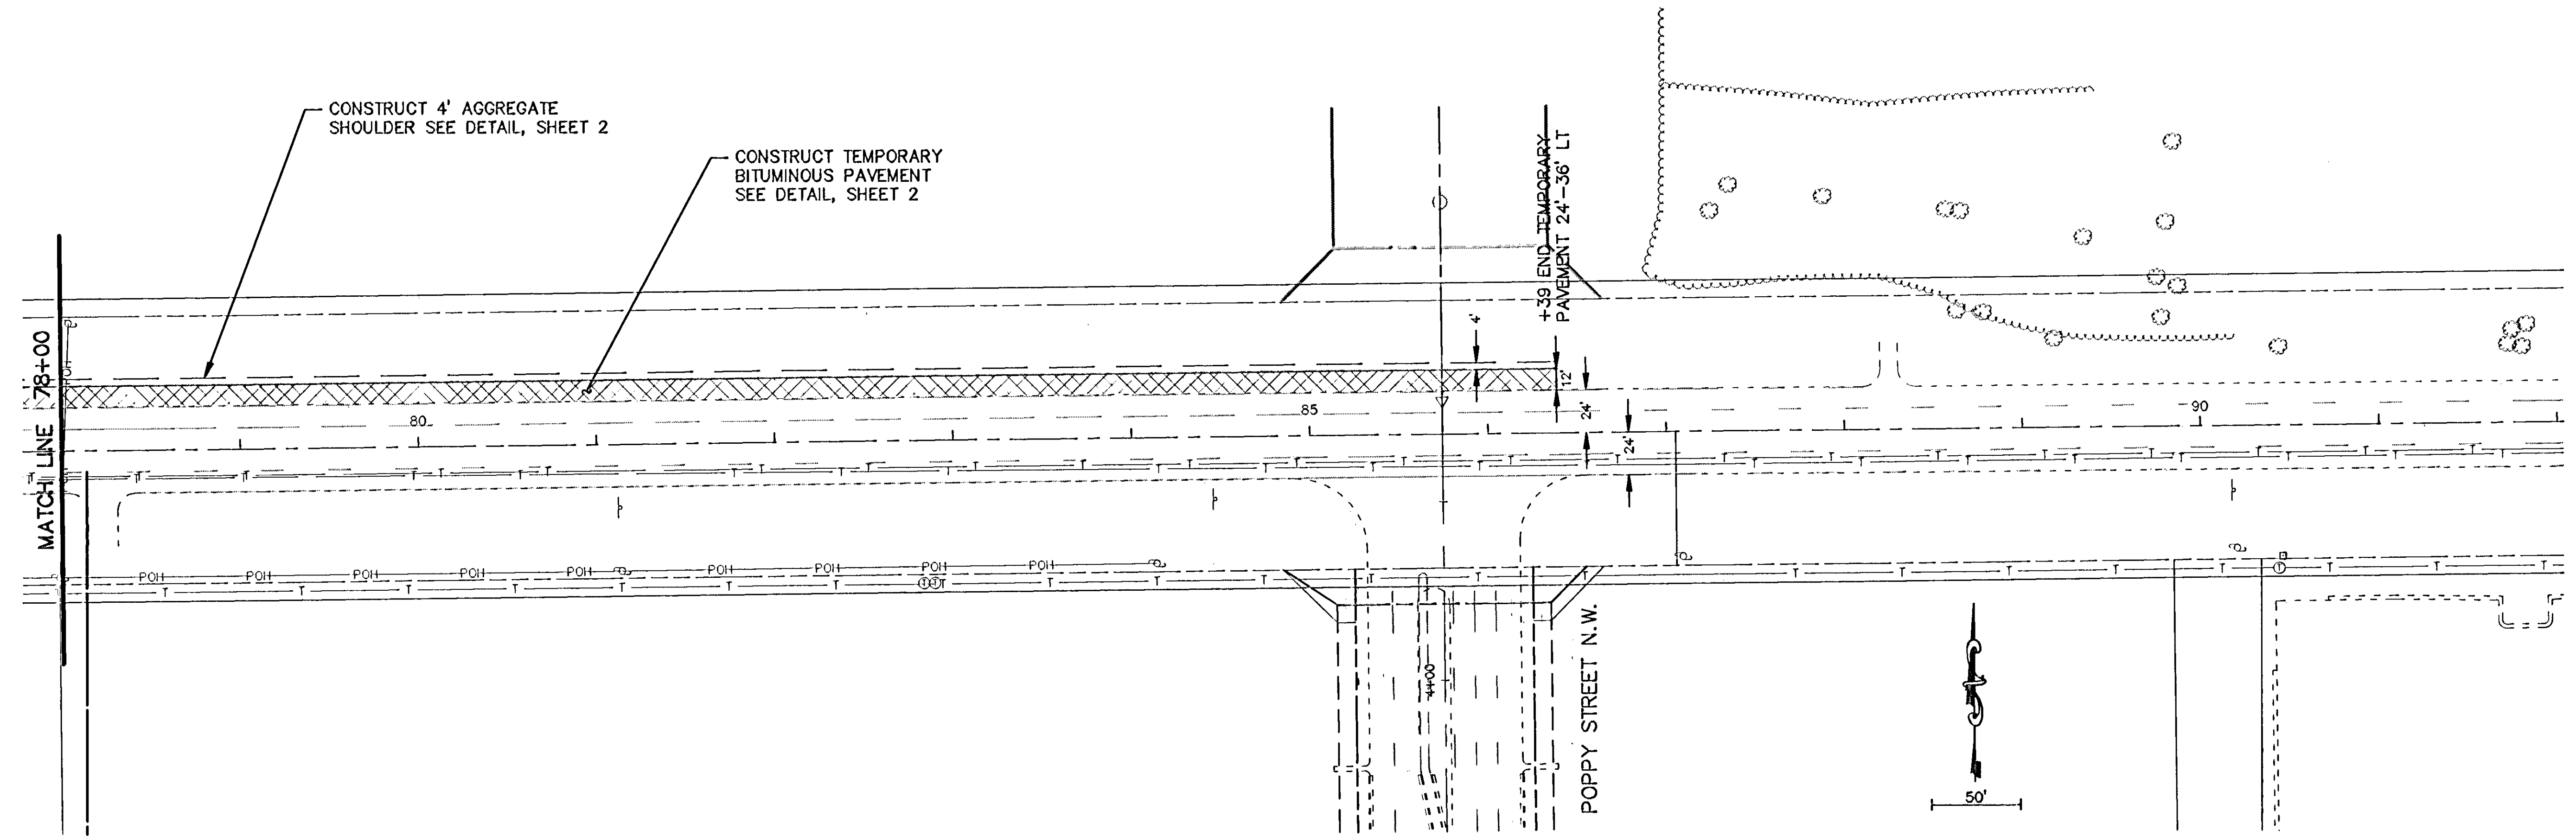 CONSTRUCT 4' AGGREGATE
SHOULDER SEE DETAIL, SHEET 2
CONSTRUCT TEMPORARY
BITUMINOUS PAVEMENT
SEE DETAIL, SHEET 2
+39 END TEMPORARY
PAVEMENT 24'-36' LT
MATCH LINE 78+00
4'
12'
24'
24'
80
85
90
T T T T T T T T T T T T T T T T T T T T T T T T T
POH POH POH POH POH POH POH POH POH
T T T T T T T T T T T T T T T T T T T T
44+00
POPPY STREET N.W.
50'